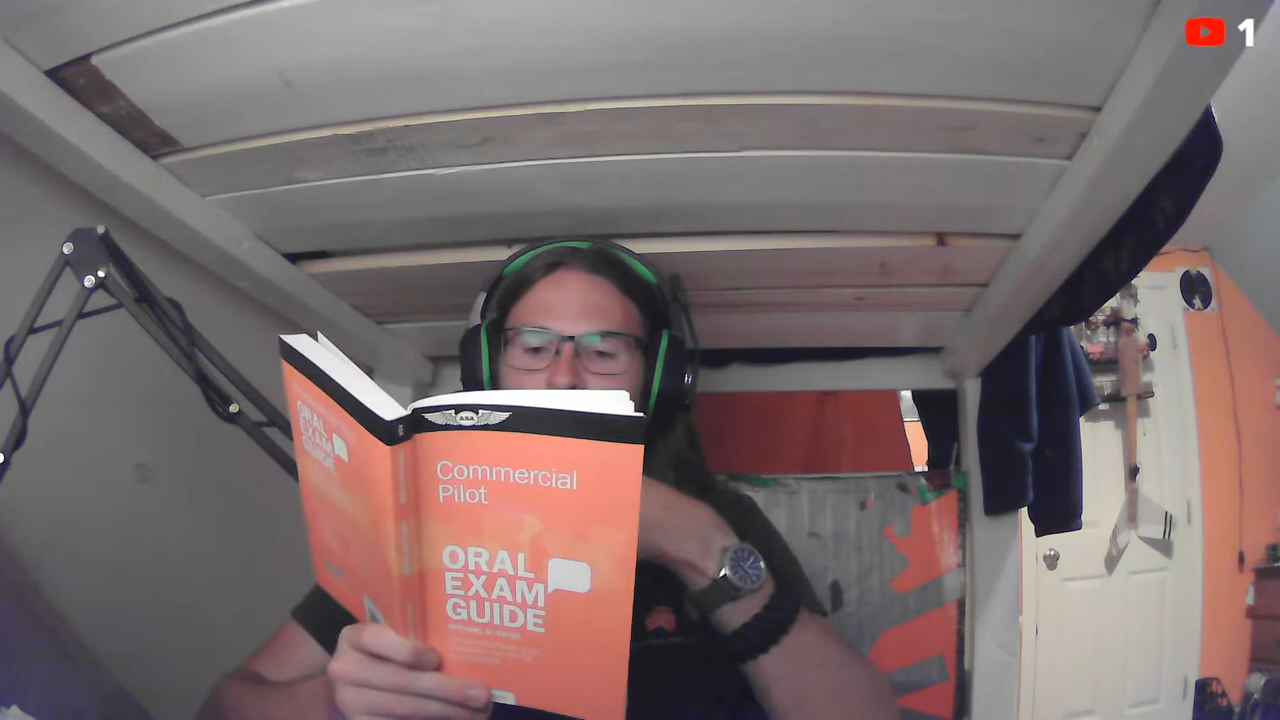 1
ORAL
EXAM
GUIDE
ASA
Commercial
Pilot
ORAL
EXAM
GUIDE